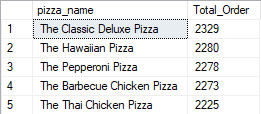 pizza_name Total_Order
1 The Classic Deluxe Pizza 2329
2 The Hawaiian Pizza 2280
3 The Pepperoni Pizza 2278
4 The Barbecue Chicken Pizza 2273
5 The Thai Chicken Pizza 2225